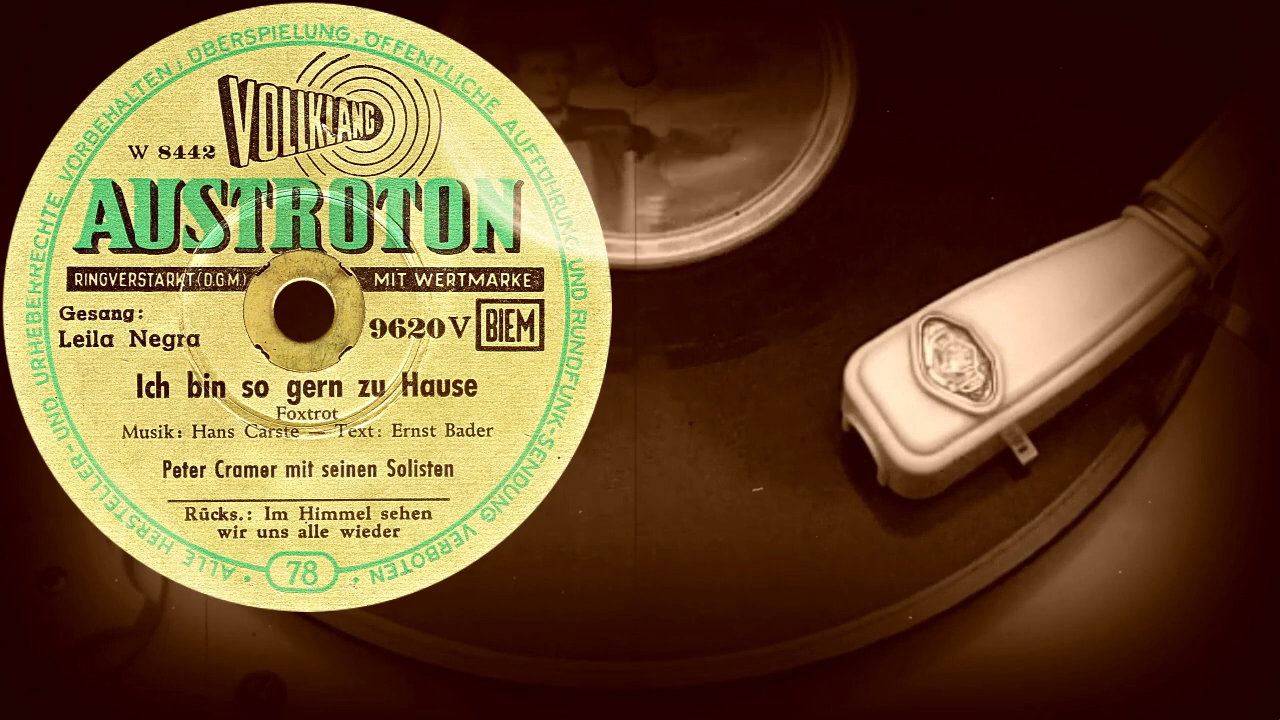 ALLE HERSTELLER- UND URHEBERRECHTE VORBEHALTEN; ÜBERSPIELUNG, ÖFFENTLICHE AUFFÜHRUNG UND RUNDFUNK-SENDUNG VERBOTEN
VOLLKLANG
W 8442
AUSTROTON
RINGVERSTÄRKT (D.G.M.) MIT WERTMARKE
Gesang:
Leila Negra
9620 V BIEM
Ich bin so gern zu Hause
Foxtrot
Musik: Hans Carste — Text: Ernst Bader
Peter Cramer mit seinen Solisten
Rücks.: Im Himmel sehen
wir uns alle wieder
78